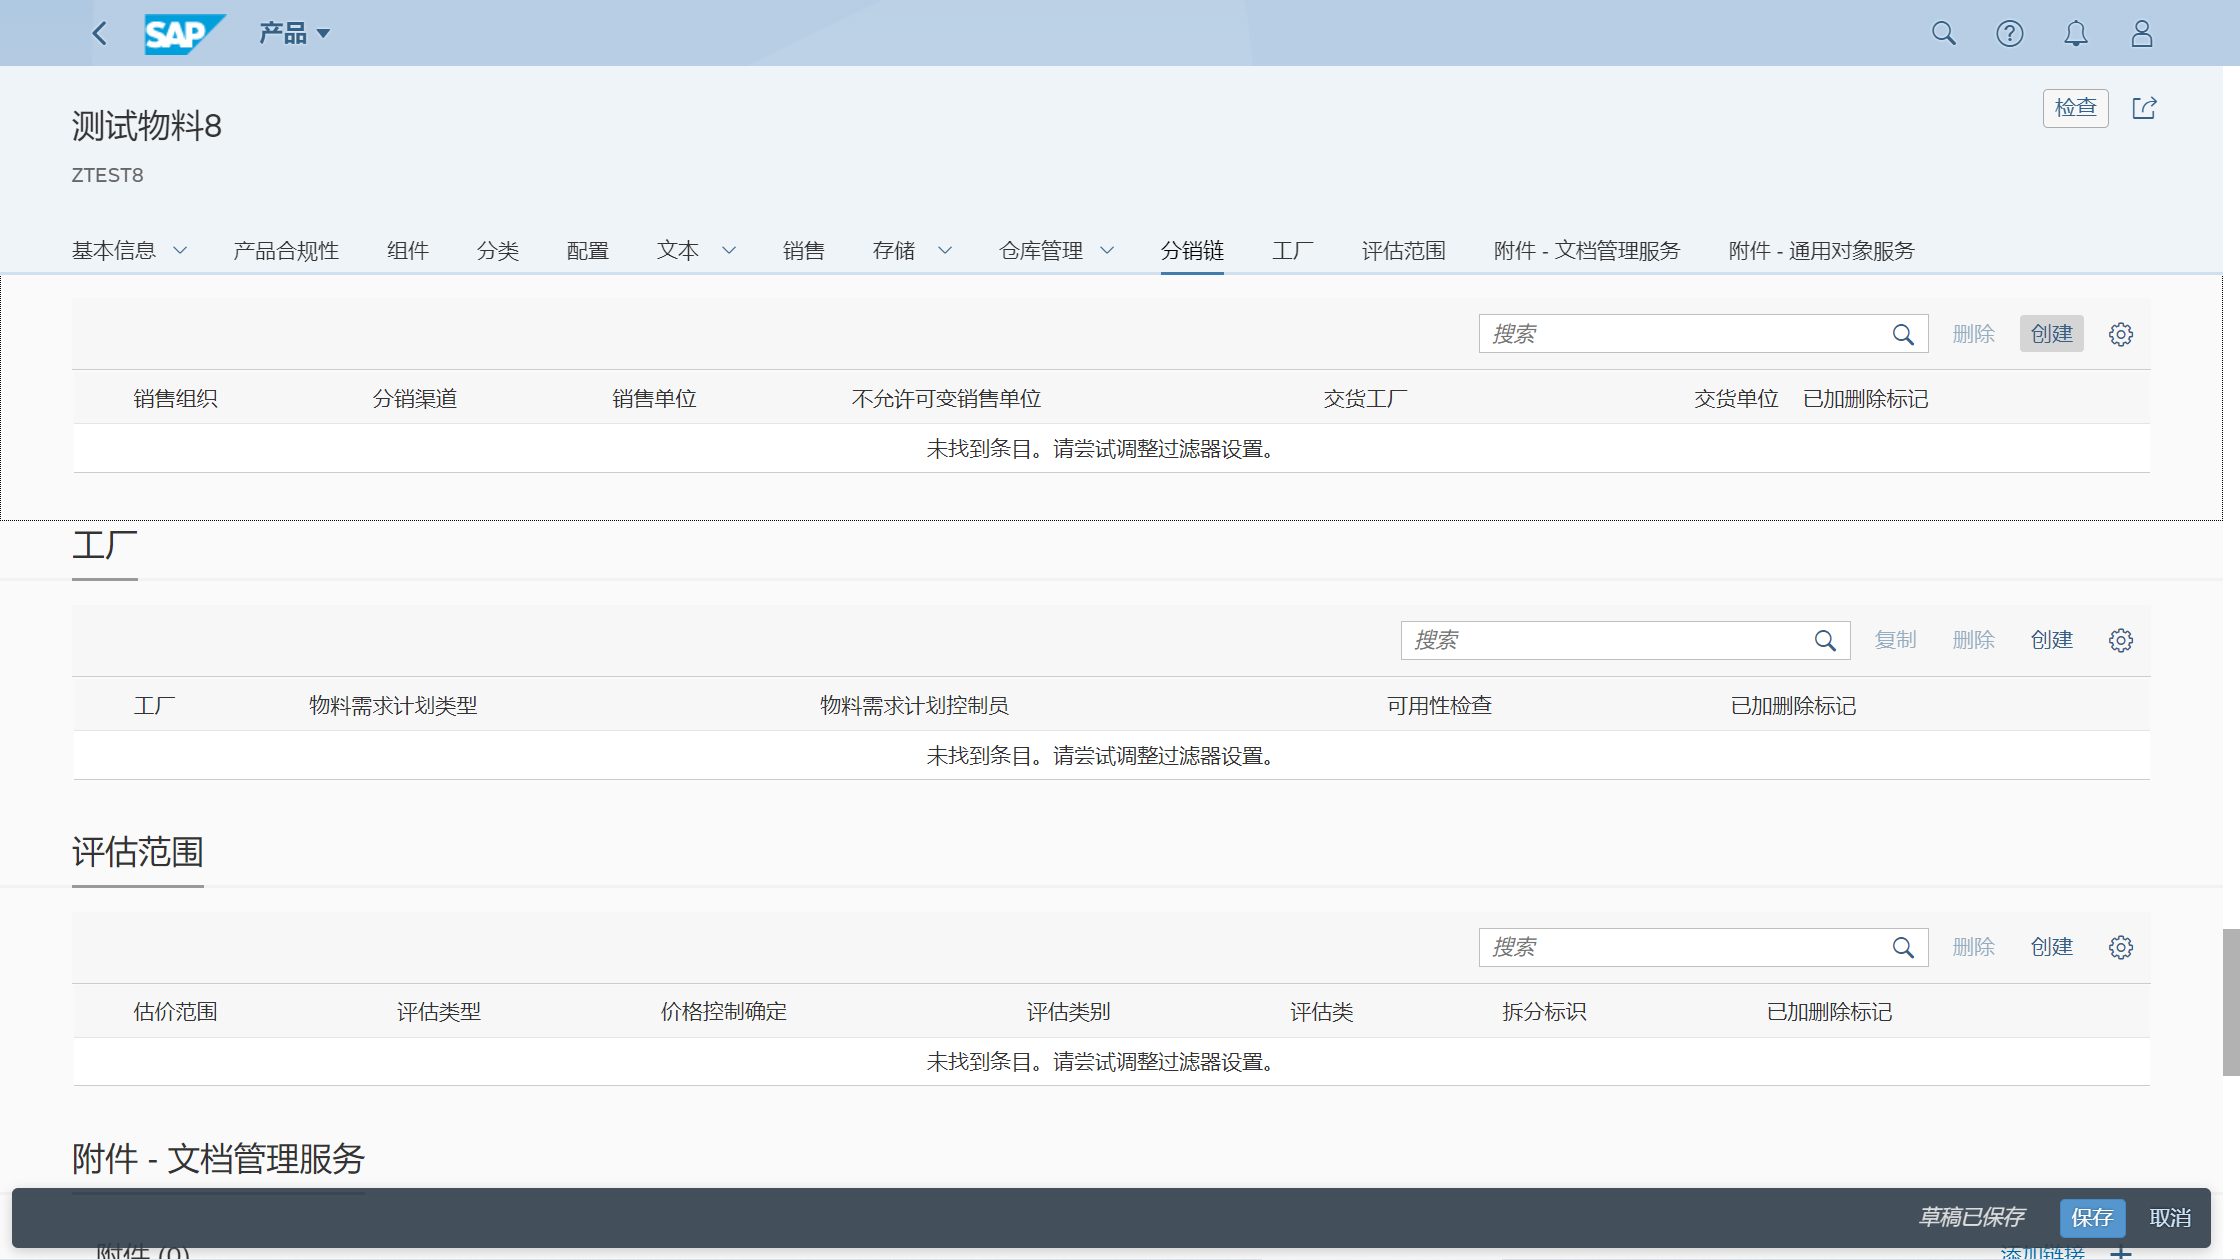 SAP 产品
测试物料8
检查
ZTEST8
基本信息 产品合规性 组件 分类 配置 文本 销售 存储 仓库管理 分销链 工厂 评估范围 附件 - 文档管理服务 附件 - 通用对象服务
搜索 删除 创建
销售组织 分销渠道 销售单位 不允许可变销售单位 交货工厂 交货单位 已加删除标记
未找到条目。请尝试调整过滤器设置。
工厂
搜索 复制 删除 创建
工厂 物料需求计划类型 物料需求计划控制员 可用性检查 已加删除标记
未找到条目。请尝试调整过滤器设置。
评估范围
搜索 删除 创建
估价范围 评估类型 价格控制确定 评估类别 评估类 拆分标识 已加删除标记
未找到条目。请尝试调整过滤器设置。
附件 - 文档管理服务
草稿已保存 保存 取消
附件 (0) 添加链接